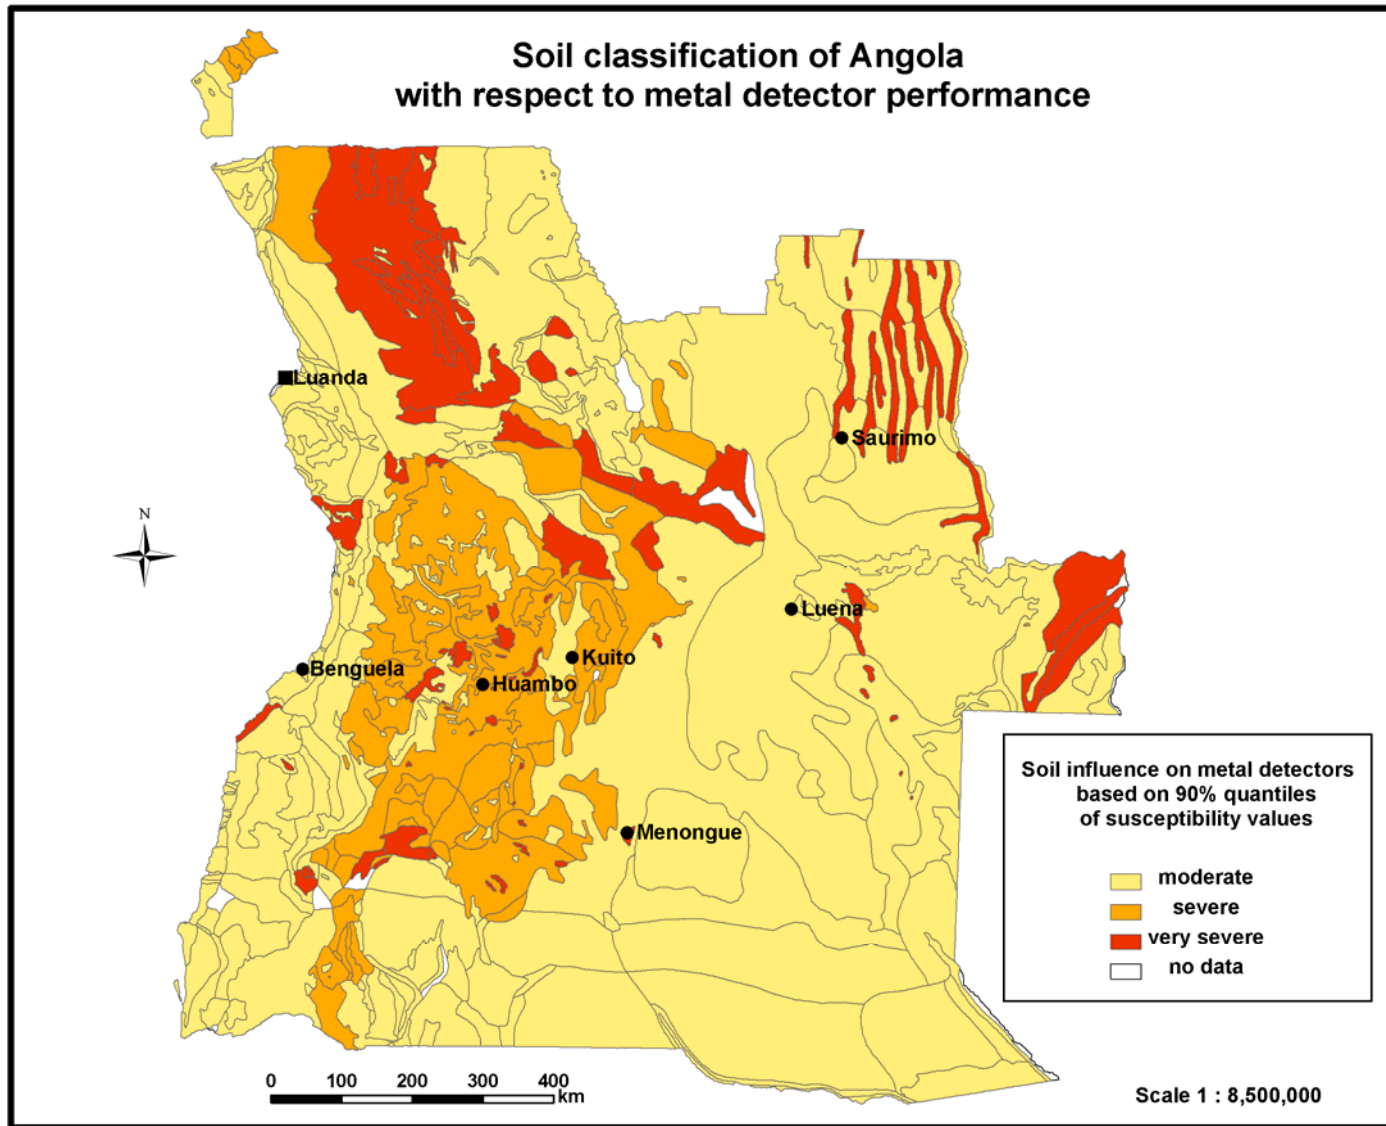 Soil classification of Angola
with respect to metal detector performance
N
Luanda
Saurimo
Luena
Benguela
Kuito
Huambo
Menongue
Soil influence on metal detectors
based on 90% quantiles
of susceptibility values
moderate
severe
very severe
no data
0 100 200 300 400
km
Scale 1 : 8,500,000